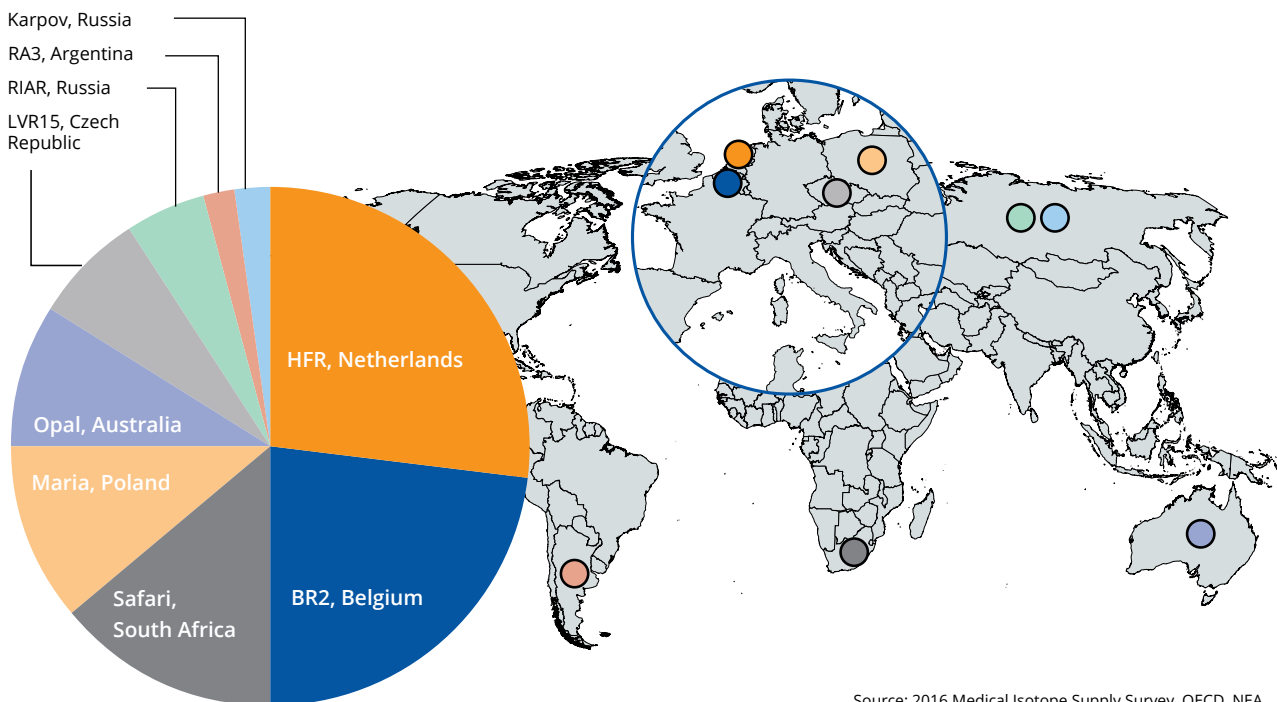 Karpov, Russia
RA3, Argentina
RIAR, Russia
LVR15, Czech
Republic
HFR, Netherlands
Opal, Australia
Maria, Poland
Safari,
South Africa
BR2, Belgium
Source: 2016 Medical Isotope Supply Survey, OECD, NEA